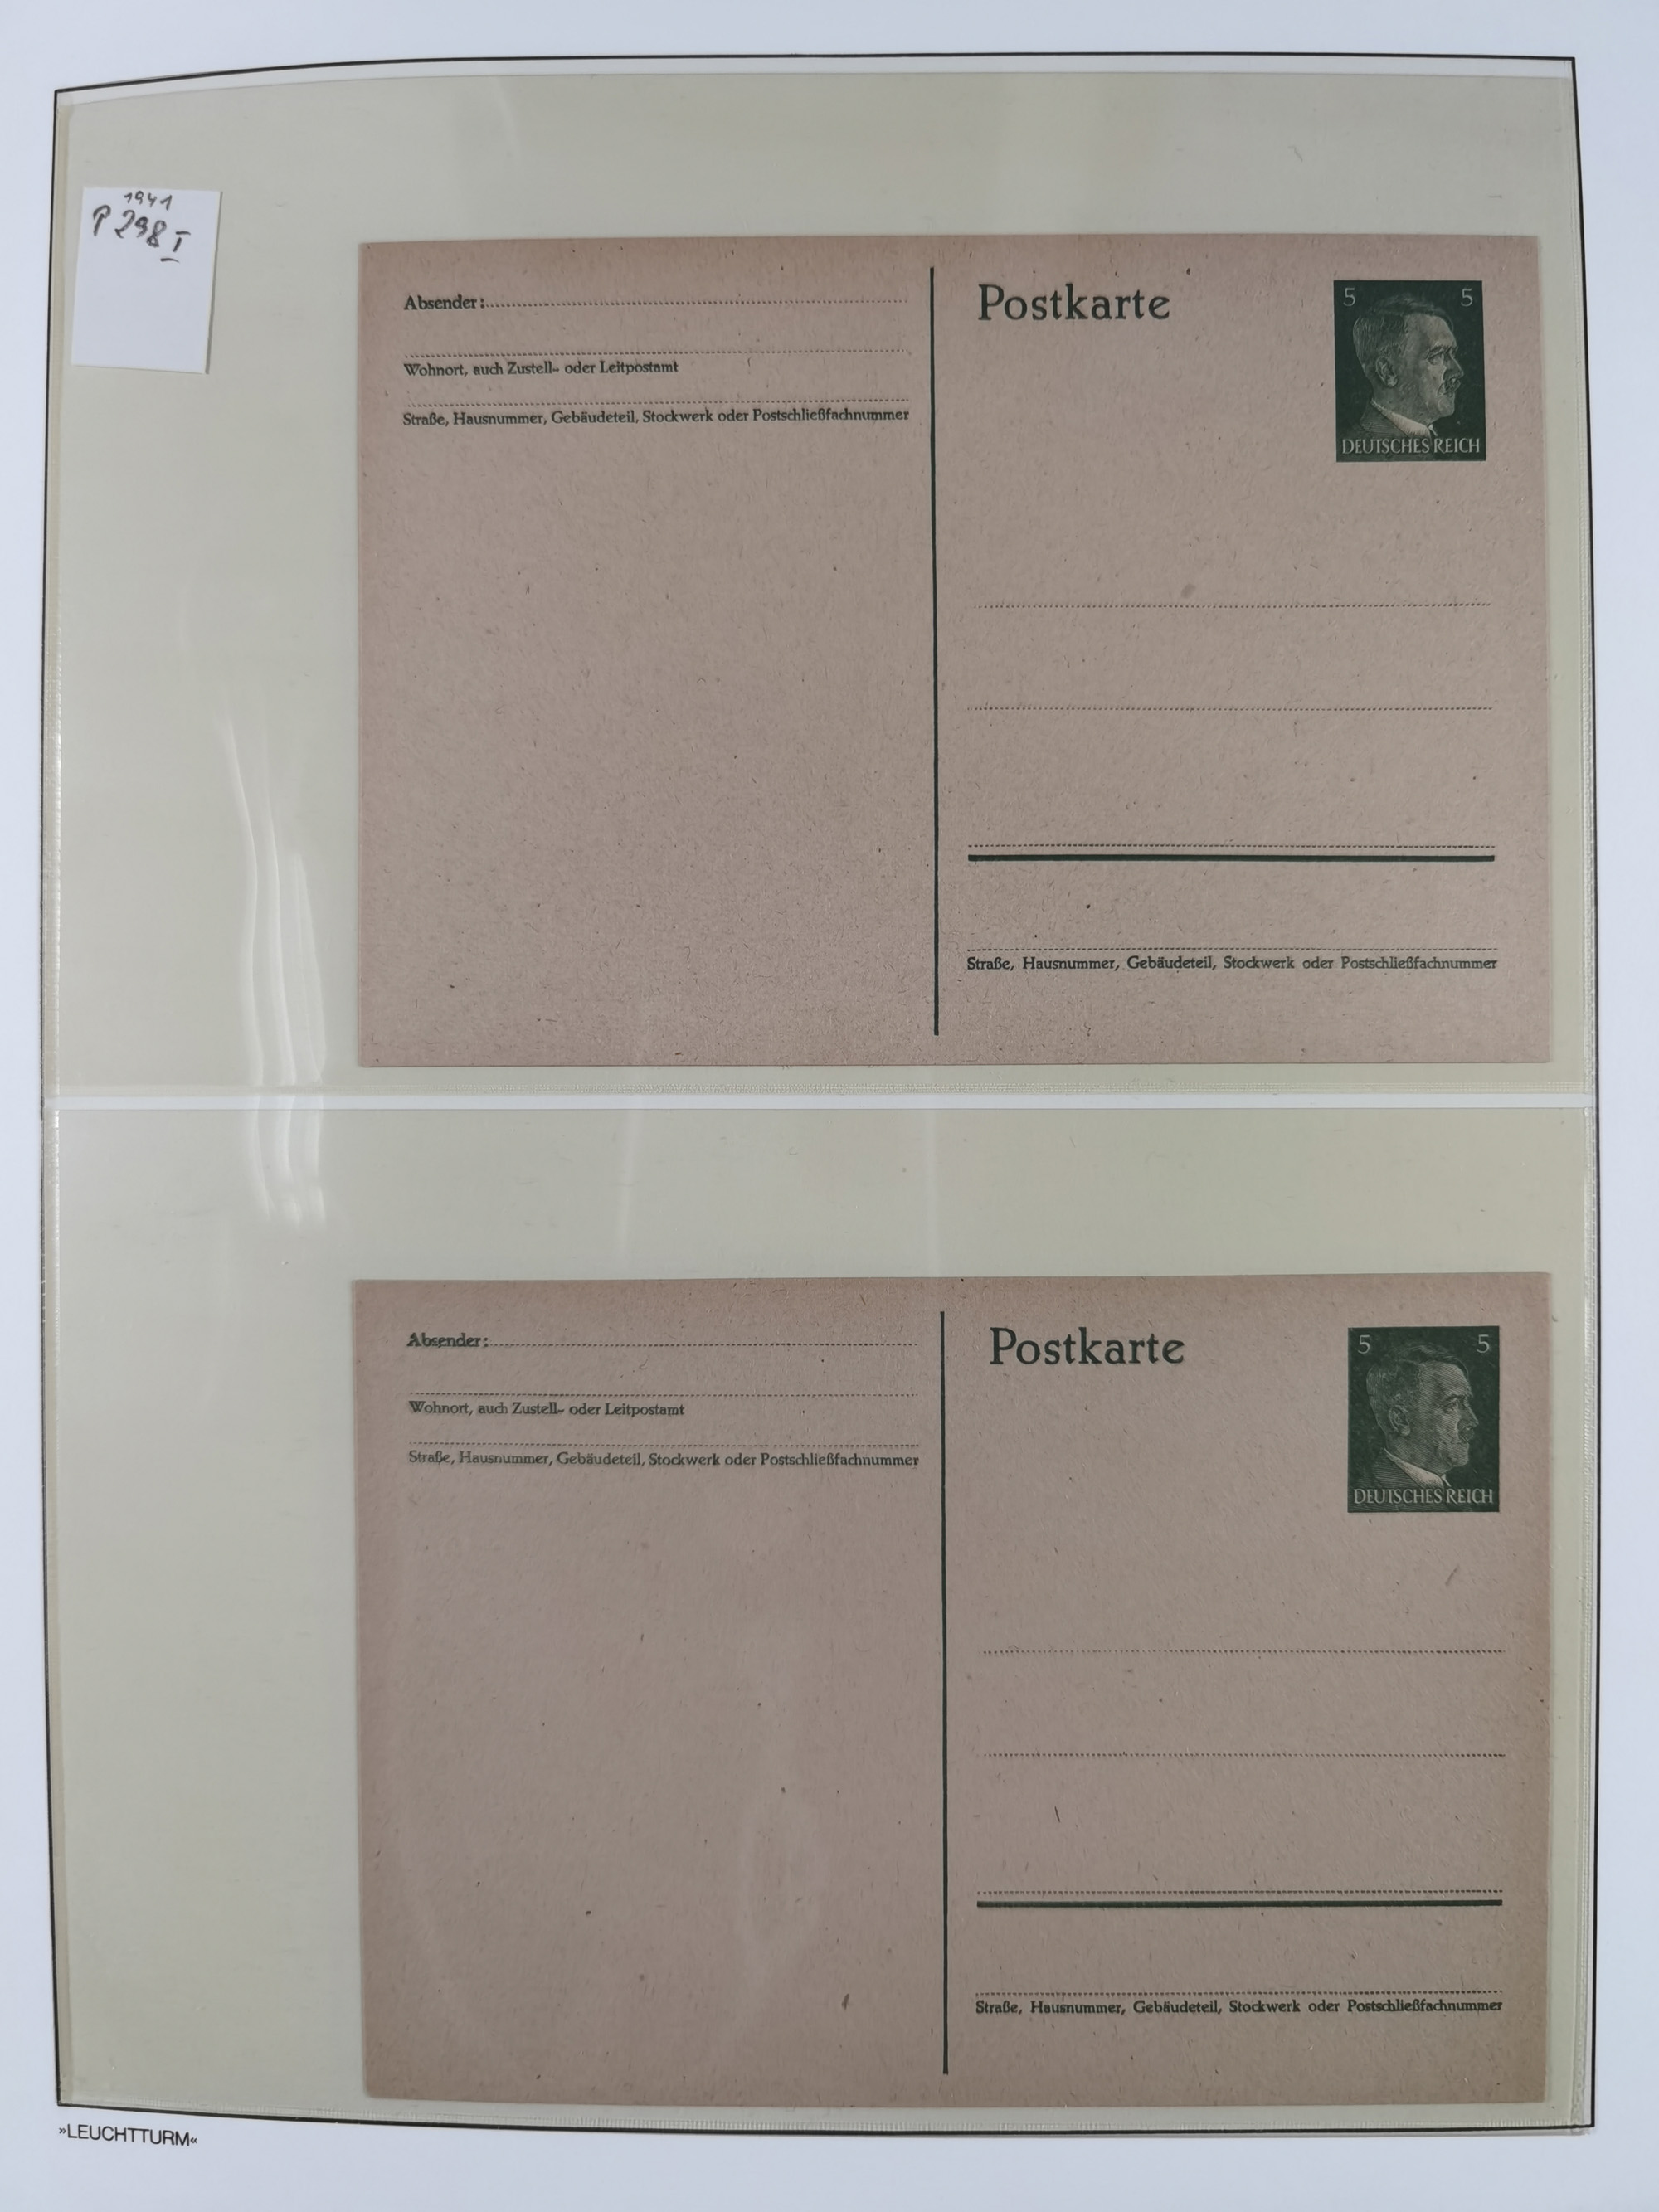 1941
P 298 I
Absender:
Wohnort, auch Zustell- oder Leitpostamt
Straße, Hausnummer, Gebäudeteil, Stockwerk oder Postschließfachnummer
Postkarte
5 5
DEUTSCHES REICH
Straße, Hausnummer, Gebäudeteil, Stockwerk oder Postschließfachnummer
Absender:
Wohnort, auch Zustell- oder Leitpostamt
Straße, Hausnummer, Gebäudeteil, Stockwerk oder Postschließfachnummer
Postkarte
5 5
DEUTSCHES REICH
Straße, Hausnummer, Gebäudeteil, Stockwerk oder Postschließfachnummer
»LEUCHTTURM«